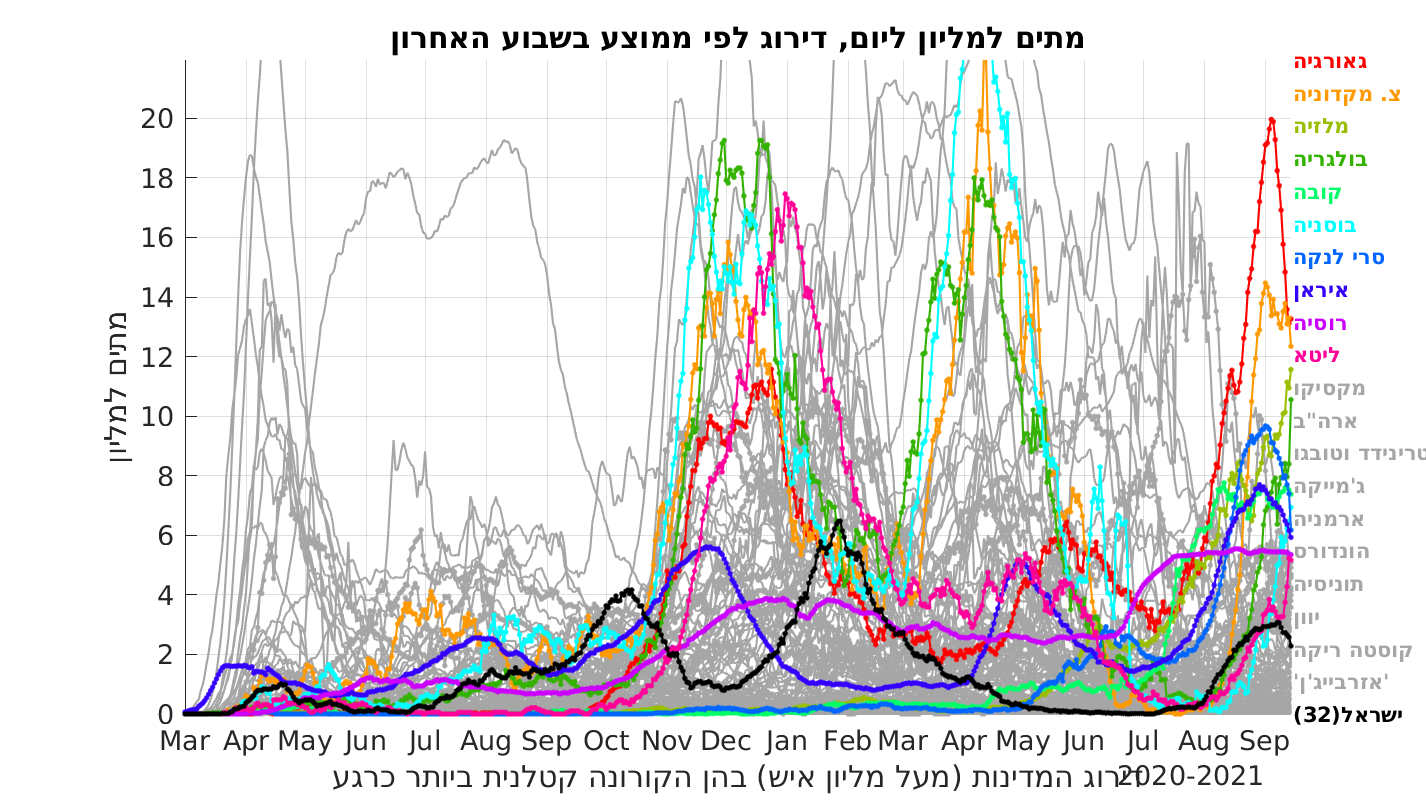 מתים למליון ליום, דירוג לפי ממוצע בשבוע האחרון
מתים למליון
20
18
16
14
12
10
8
6
4
2
0
Mar Apr May Jun Jul Aug Sep Oct Nov Dec Jan Feb Mar Apr May Jun Jul Aug Sep
דירוג המדינות (מעל מליון איש) בהן הקורונה קטלנית ביותר כרגע
2020-2021
גאורגיה
צ. מקדוניה
מלזיה
בולגריה
קובה
בוסניה
סרי לנקה
איראן
רוסיה
ליטא
מקסיקו
ארה"ב
טרינידד וטובגו
ג'מייקה
ארמניה
הונדורס
תוניסיה
יוון
קוסטה ריקה
אזרבייג'ן'
ישראל(32)